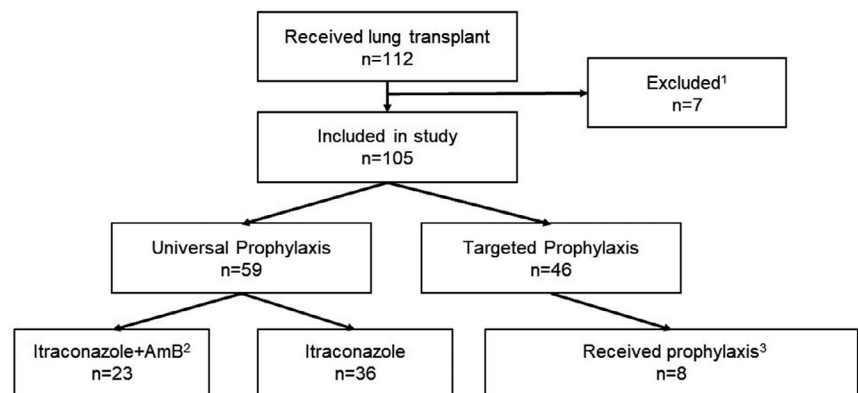 Received lung transplant
n=112
Excluded¹
n=7
Included in study
n=105
Universal Prophylaxis
n=59
Targeted Prophylaxis
n=46
Itraconazole+AmB²
n=23
Itraconazole
n=36
Received prophylaxis³
n=8